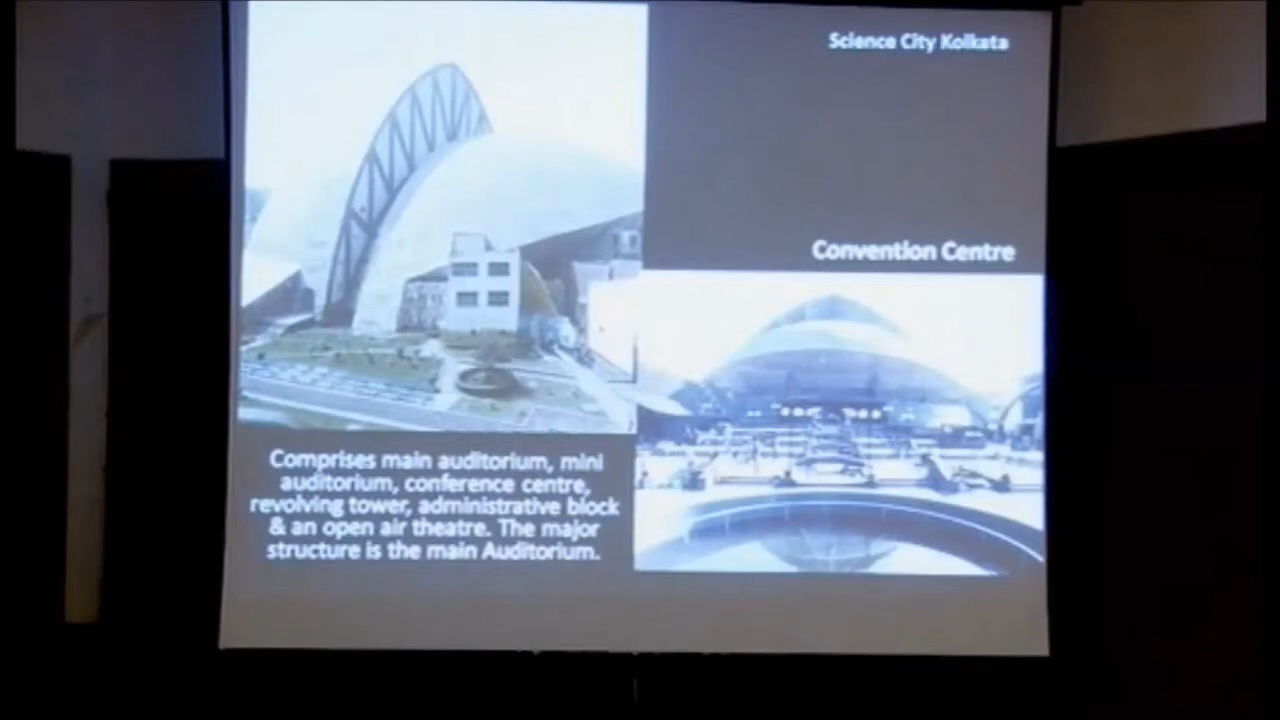 Science City Kolkata
Convention Centre
Comprises main auditorium, mini
auditorium, conference centre,
revolving tower, administrative block
& an open air theatre. The major
structure is the main Auditorium.